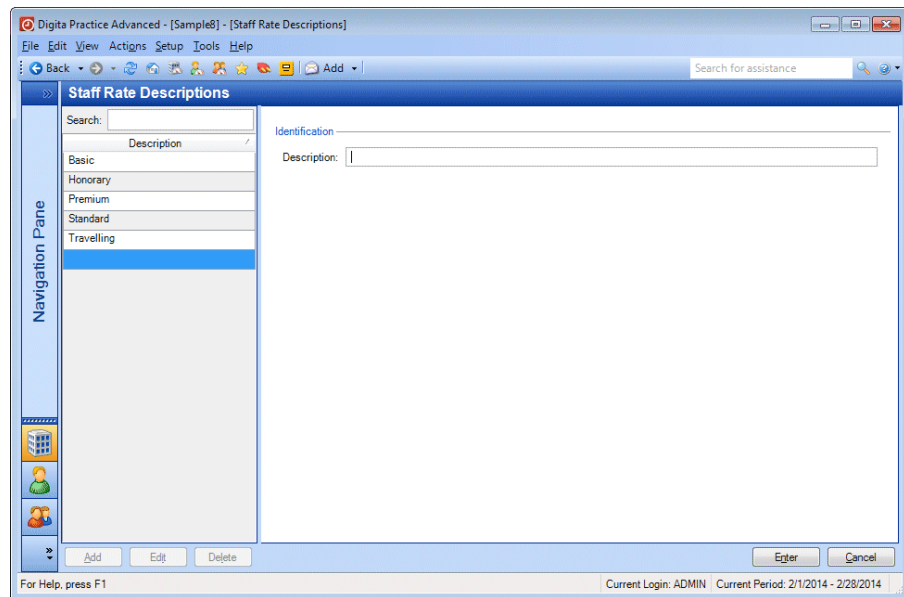 Digita Practice Advanced - [Sample8] - [Staff Rate Descriptions]
File Edit View Actions Setup Tools Help
Back Add Search for assistance
Staff Rate Descriptions
Search:
Identification
Description
Description:
Basic
Honorary
Premium
Standard
Travelling
Navigation Pane
Add Edit Delete Enter Cancel
For Help, press F1 Current Login: ADMIN Current Period: 2/1/2014 - 2/28/2014